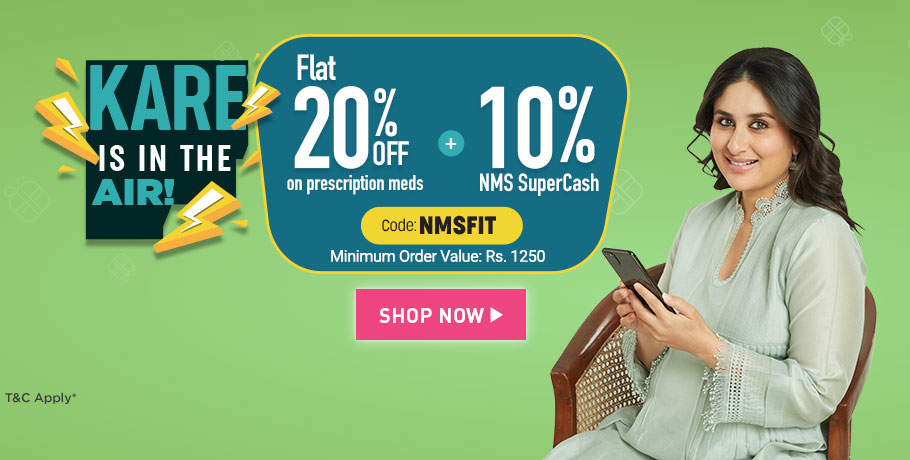 KARE
IS IN THE
AIR!
Flat
20% OFF
on prescription meds
+
10%
NMS SuperCash
Code: NMSFIT
Minimum Order Value: Rs. 1250
SHOP NOW ▶
T&C Apply*